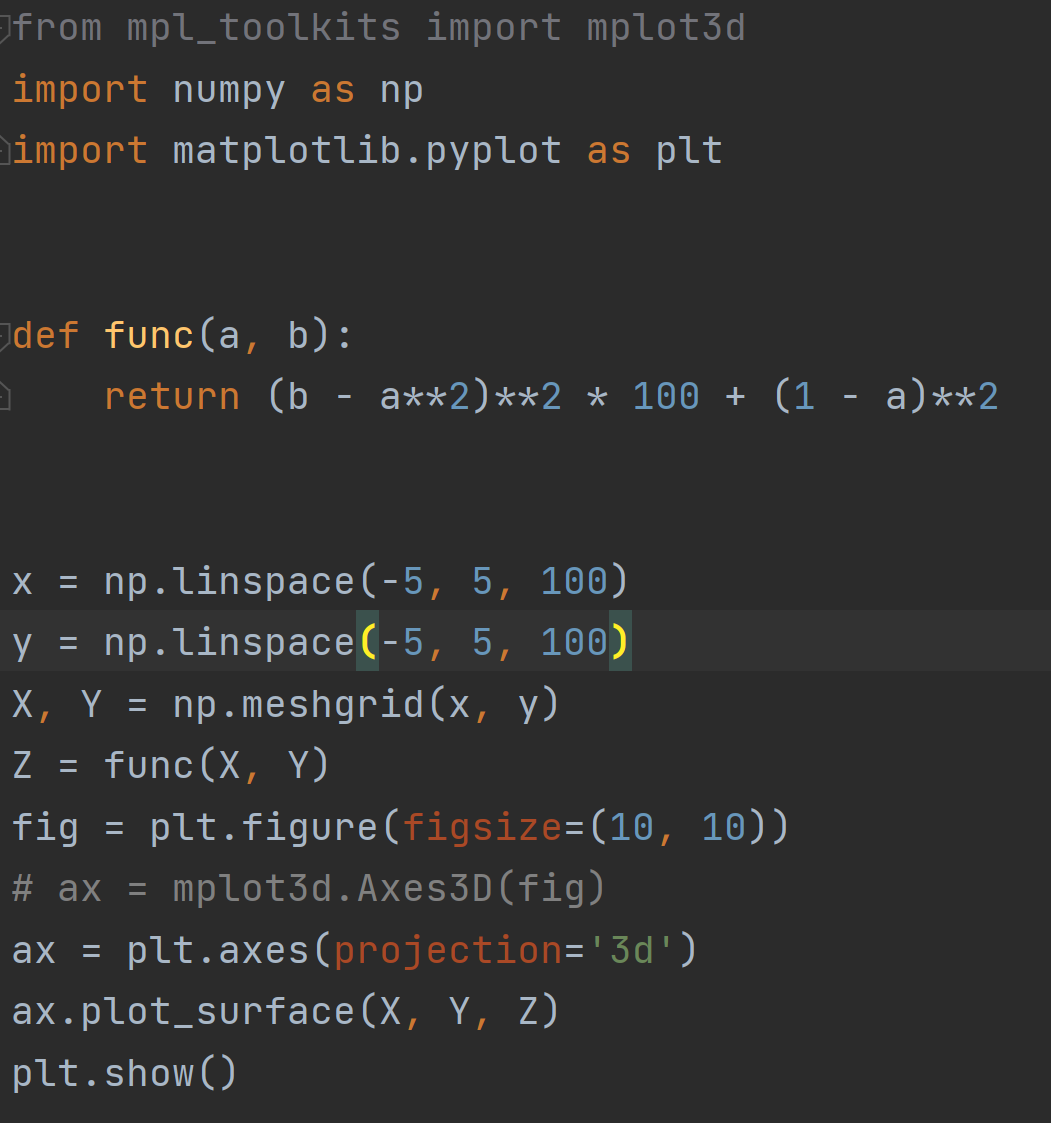 from mpl_toolkits import mplot3d
import numpy as np
import matplotlib.pyplot as plt
def func(a, b):
    return (b - a**2)**2 * 100 + (1 - a)**2
x = np.linspace(-5, 5, 100)
y = np.linspace(-5, 5, 100)
X, Y = np.meshgrid(x, y)
Z = func(X, Y)
fig = plt.figure(figsize=(10, 10))
# ax = mplot3d.Axes3D(fig)
ax = plt.axes(projection='3d')
ax.plot_surface(X, Y, Z)
plt.show()